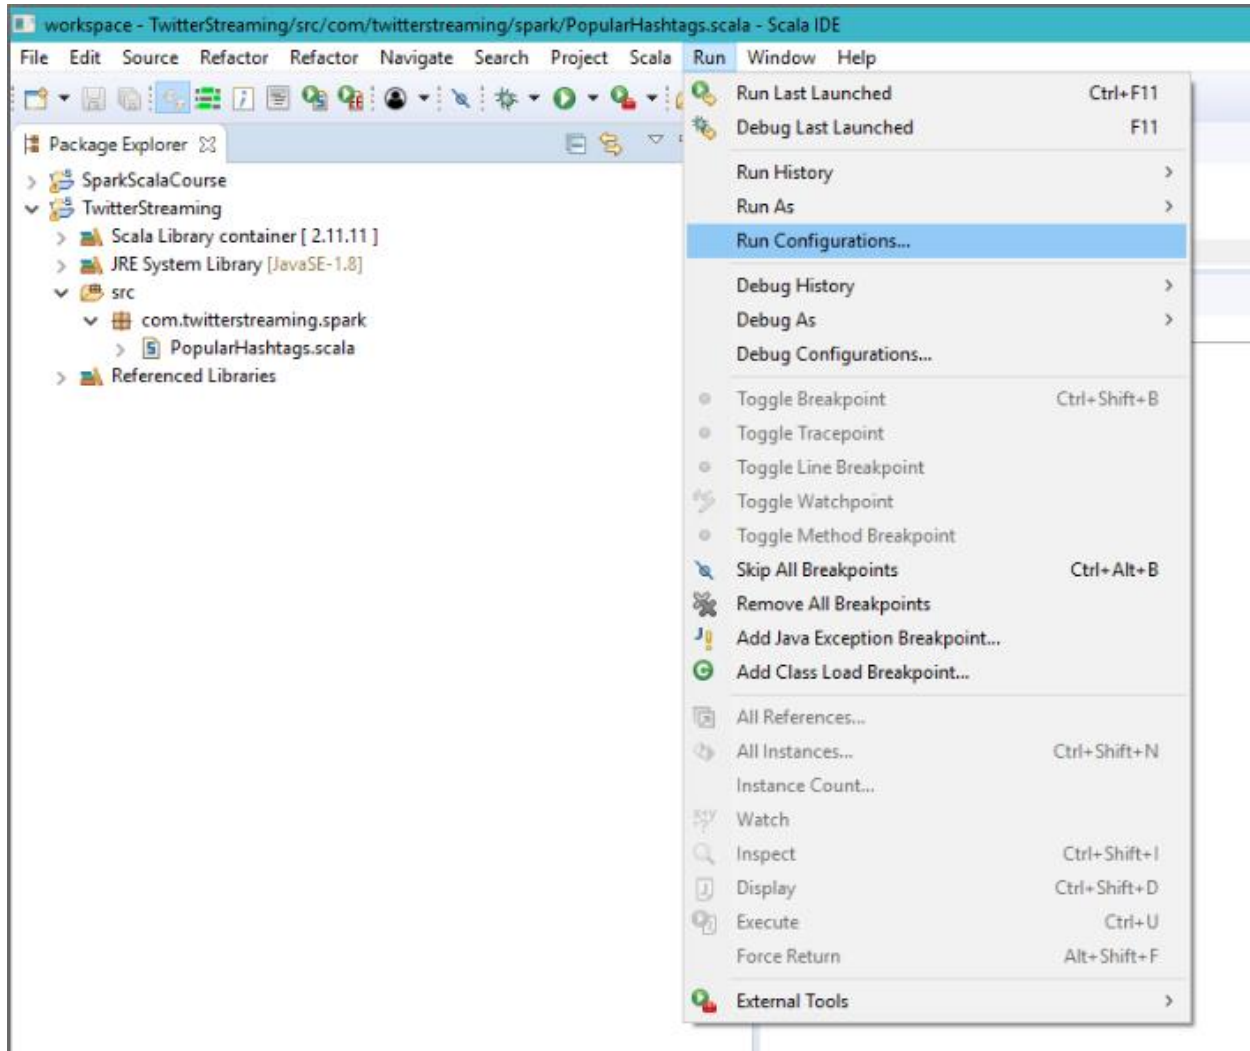 workspace - TwitterStreaming/src/com/twitterstreaming/spark/PopularHashtags.scala - Scala IDE
File Edit Source Refactor Refactor Navigate Search Project Scala Run Window Help
Package Explorer
SparkScalaCourse
TwitterStreaming
Scala Library container [ 2.11.11 ]
JRE System Library [JavaSE-1.8]
src
com.twitterstreaming.spark
PopularHashtags.scala
Referenced Libraries
Run Last Launched Ctrl+F11
Debug Last Launched F11
Run History
Run As
Run Configurations...
Debug History
Debug As
Debug Configurations...
Toggle Breakpoint Ctrl+Shift+B
Toggle Tracepoint
Toggle Line Breakpoint
Toggle Watchpoint
Toggle Method Breakpoint
Skip All Breakpoints Ctrl+Alt+B
Remove All Breakpoints
Add Java Exception Breakpoint...
Add Class Load Breakpoint...
All References...
All Instances... Ctrl+Shift+N
Instance Count...
Watch
Inspect Ctrl+Shift+I
Display Ctrl+Shift+D
Execute Ctrl+U
Force Return Alt+Shift+F
External Tools